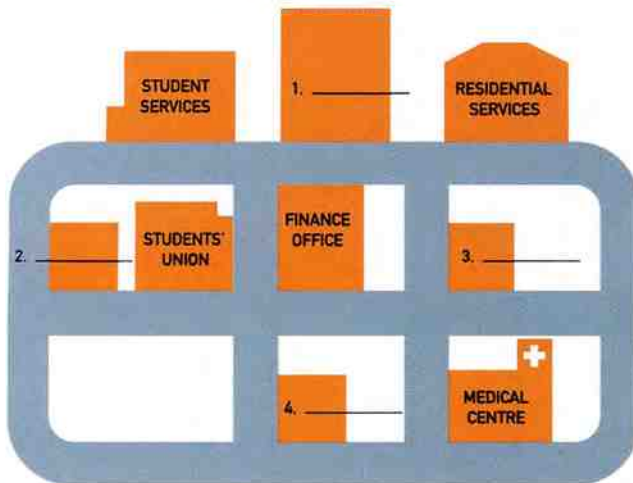 STUDENT
SERVICES
1.
RESIDENTIAL
SERVICES
2.
STUDENTS'
UNION
FINANCE
OFFICE
3.
4.
MEDICAL
CENTRE